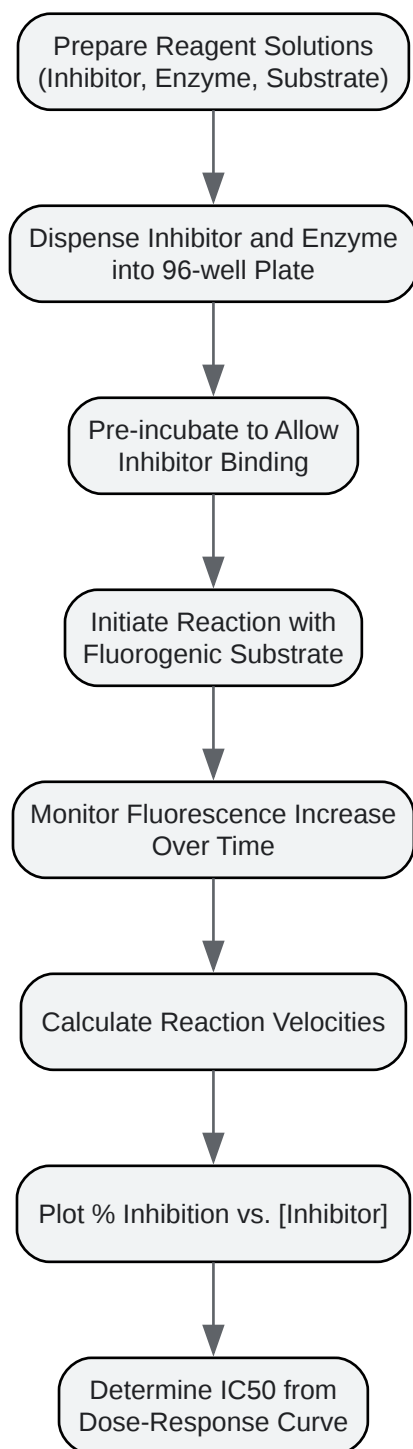 Prepare Reagent Solutions
(Inhibitor, Enzyme, Substrate)
Dispense Inhibitor and Enzyme
into 96-well Plate
Pre-incubate to Allow
Inhibitor Binding
Initiate Reaction with
Fluorogenic Substrate
Monitor Fluorescence Increase
Over Time
Calculate Reaction Velocities
Plot % Inhibition vs. [Inhibitor]
Determine IC50 from
Dose-Response Curve